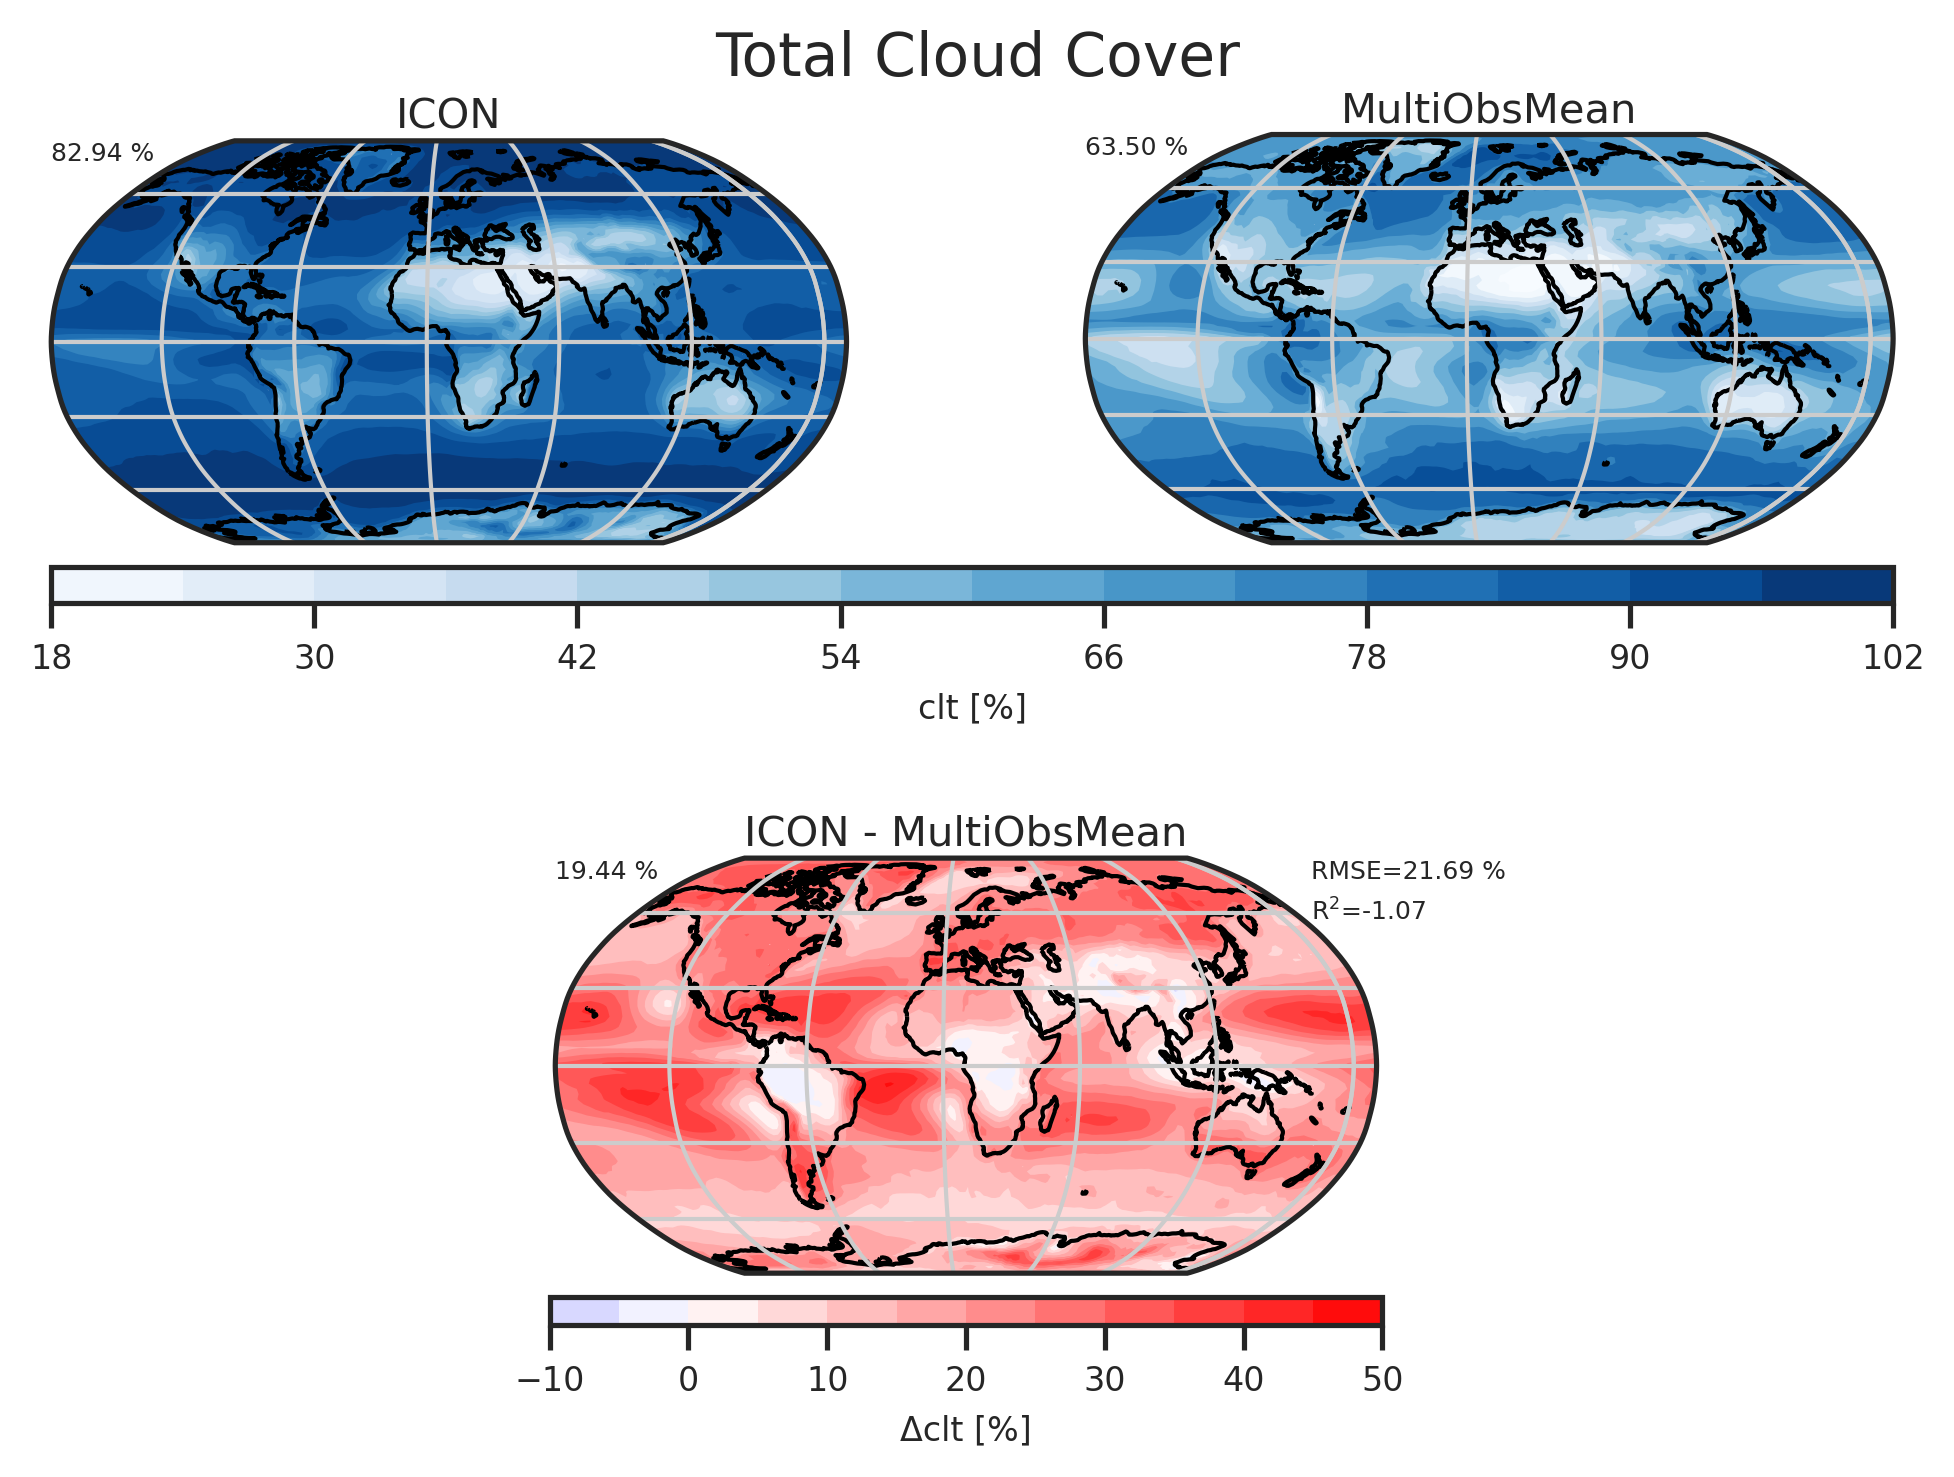 Total Cloud Cover
ICON
MultiObsMean
82.94 %
63.50 %
18 30 42 54 66 78 90 102
clt [%]
ICON - MultiObsMean
19.44 %
RMSE=21.69 %
R²=-1.07
−10 0 10 20 30 40 50
Δclt [%]